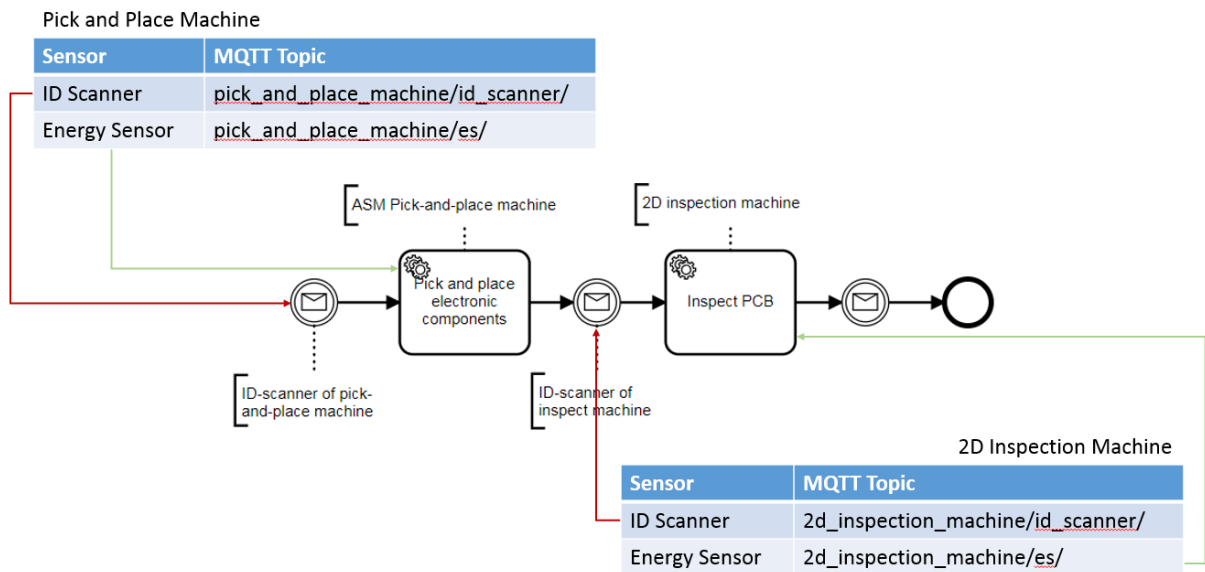 Pick and Place Machine
Sensor MQTT Topic
ID Scanner pick_and_place_machine/id_scanner/
Energy Sensor pick_and_place_machine/es/
ASM Pick-and-place machine
2D inspection machine
Pick and place
electronic
components
Inspect PCB
ID-scanner of pick-
and-place machine
ID-scanner of
inspect machine
2D Inspection Machine
Sensor MQTT Topic
ID Scanner 2d_inspection_machine/id_scanner/
Energy Sensor 2d_inspection_machine/es/